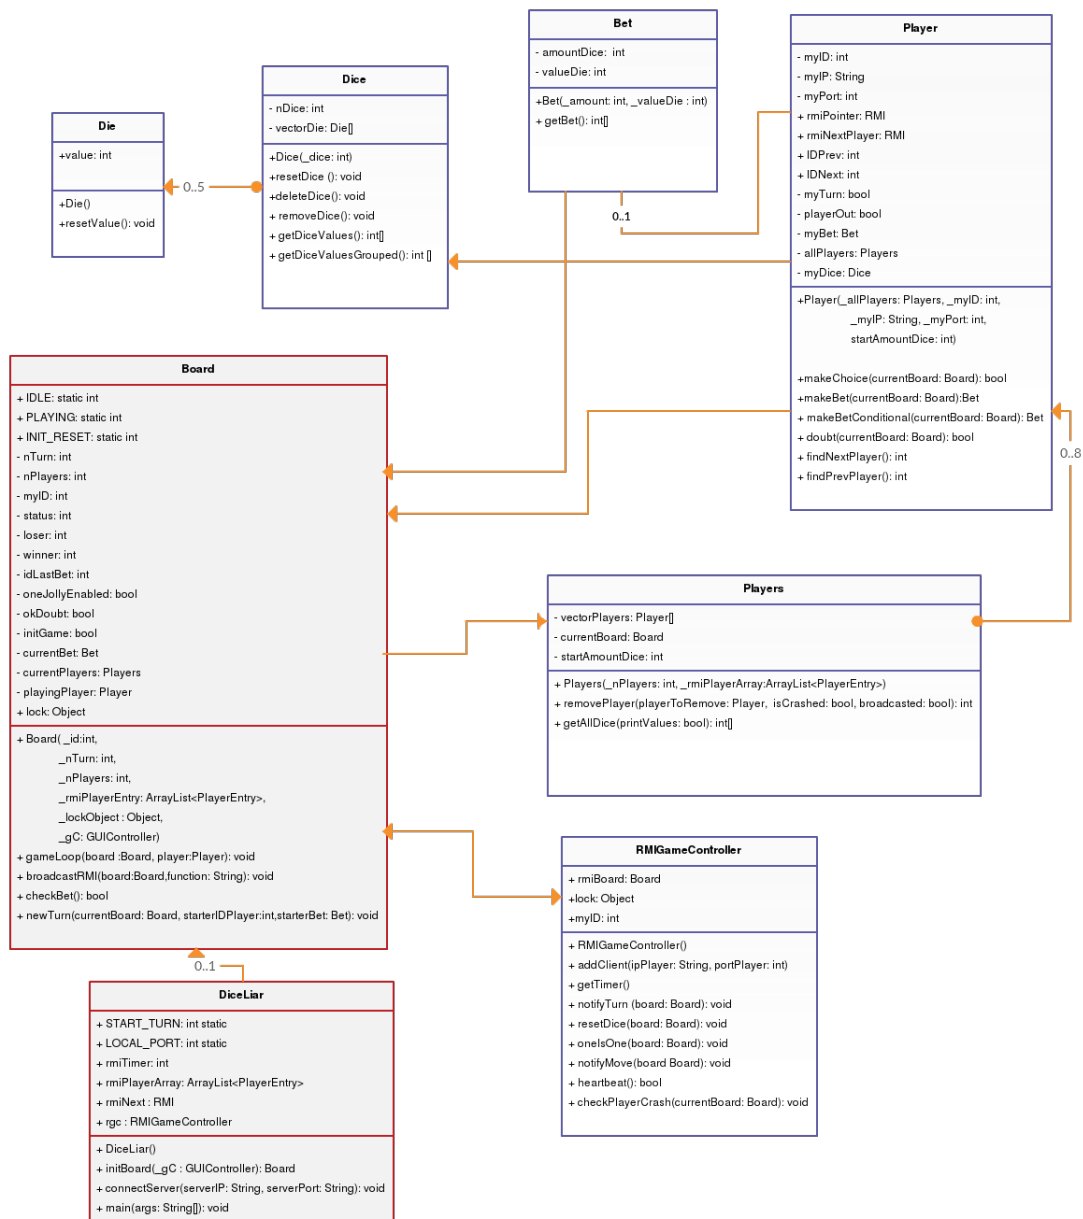 Bet
- amountDice:  int
- valueDie: int
+Bet(_amount: int, _valueDie : int)
+ getBet(): int[]
0..1
Player
- myID: int
- myIP: String
- myPort: int
+ rmiPointer: RMI
+ rmiNextPlayer: RMI
+ IDPrev: int
+ IDNext: int
- myTurn: bool
- playerOut: bool
- myBet: Bet
- allPlayers: Players
- myDice: Dice
+Player(_allPlayers: Players, _myID: int,
_myIP: String, _myPort: int,
startAmountDice: int)
+makeChoice(currentBoard: Board): bool
+makeBet(currentBoard: Board):Bet
+ makeBetConditional(currentBoard: Board): Bet
+ doubt(currentBoard: Board): bool
+ findNextPlayer(): int
+ findPrevPlayer(): int
0..8
Dice
- nDice: int
- vectorDie: Die[]
+Dice(_dice: int)
+resetDice (): void
+deleteDice(): void
+ removeDice(): void
+ getDiceValues(): int[]
+ getDiceValuesGrouped(): int []
Die
+value: int
+Die()
+resetValue(): void
0..5
Board
+ IDLE: static int
+ PLAYING: static int
+ INIT_RESET: static int
- nTurn: int
- nPlayers: int
- myID: int
- status: int
- loser: int
- winner: int
- idLastBet: int
- oneJollyEnabled: bool
- okDoubt: bool
- initGame: bool
- currentBet: Bet
- currentPlayers: Players
- playingPlayer: Player
+ lock: Object
+ Board( _id:int,
_nTurn: int,
_nPlayers: int,
_rmiPlayerEntry: ArrayList<PlayerEntry>,
_lockObject : Object,
_gC: GUIController)
+ gameLoop(board :Board, player:Player): void
+ broadcastRMI(board:Board,function: String): void
+ checkBet(): bool
+ newTurn(currentBoard: Board, starterIDPlayer:int,starterBet: Bet): void
Players
- vectorPlayers: Player[]
- currentBoard: Board
- startAmountDice: int
+ Players(_nPlayers: int, _rmiPlayerArray:ArrayList<PlayerEntry>)
+ removePlayer(playerToRemove: Player,  isCrashed: bool, broadcasted: bool): int
+ getAllDice(printValues: bool): int[]
RMIGameController
+ rmiBoard: Board
+lock: Object
+myID: int
+ RMIGameController()
+ addClient(ipPlayer: String, portPlayer: int)
+ getTimer()
+ notifyTurn (board: Board): void
+ resetDice(board: Board): void
+ oneIsOne(board: Board): void
+ notifyMove(board Board): void
+ heartbeat(): bool
+ checkPlayerCrash(currentBoard: Board): void
0..1
DiceLiar
+ START_TURN: int static
+ LOCAL_PORT: int static
+ rmiTimer: int
+ rmiPlayerArray: ArrayList<PlayerEntry>
+ rmiNext : RMI
+ rgc : RMIGameController
+ DiceLiar()
+ initBoard(_gC : GUIController): Board
+ connectServer(serverIP: String, serverPort: String): void
+ main(args: String[]): void